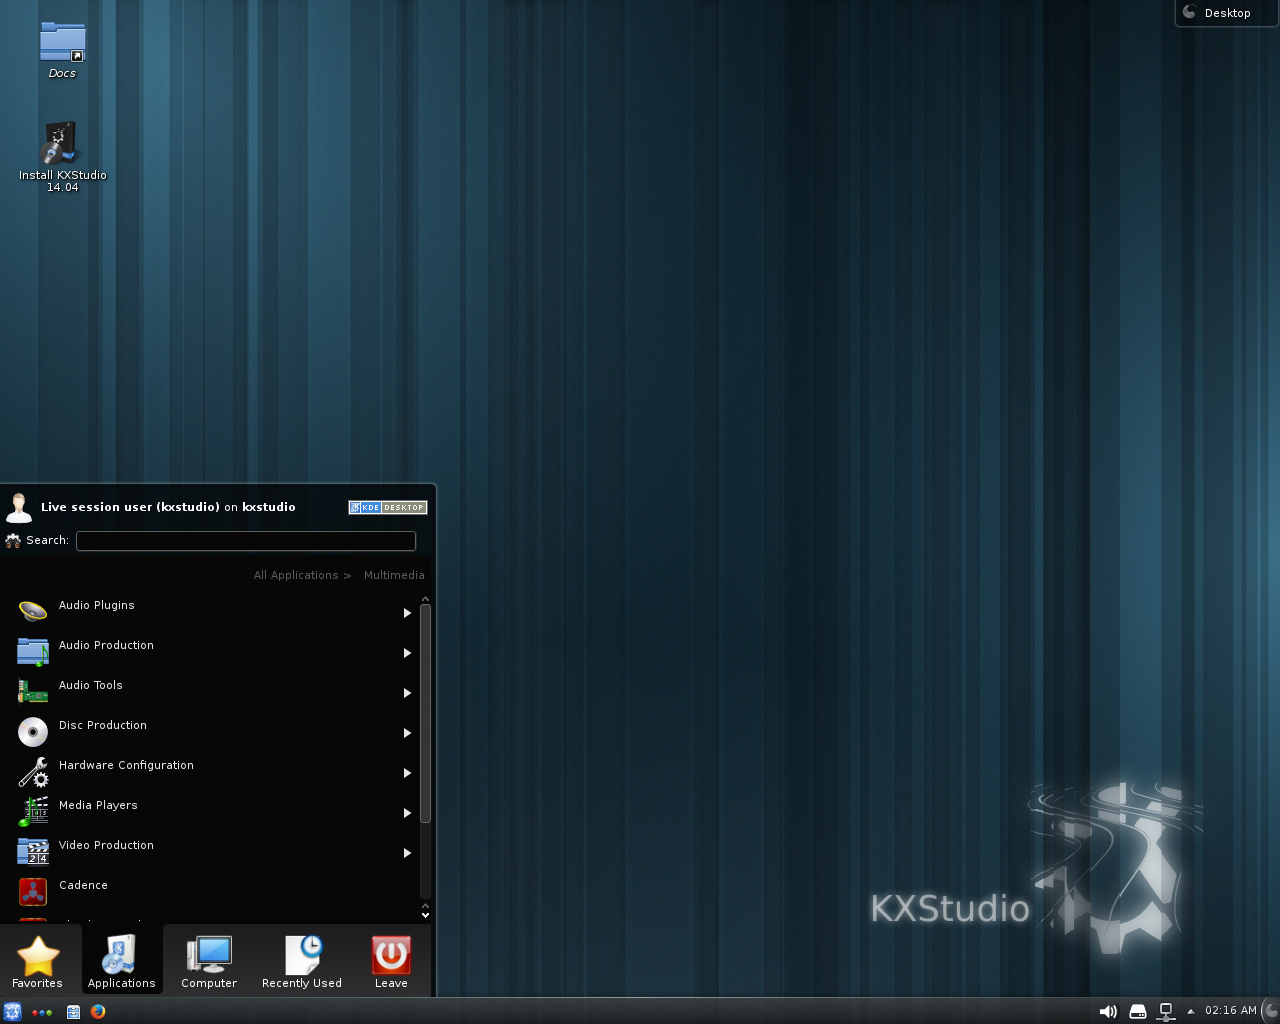 Desktop
Docs
Install KXStudio
14.04
Live session user (kxstudio) on kxstudio
KDE DESKTOP
Search:
All Applications > Multimedia
Audio Plugins
Audio Production
Audio Tools
Disc Production
Hardware Configuration
Media Players
Video Production
Cadence
KXStudio
Favorites
Applications
Computer
Recently Used
Leave
02:16 AM